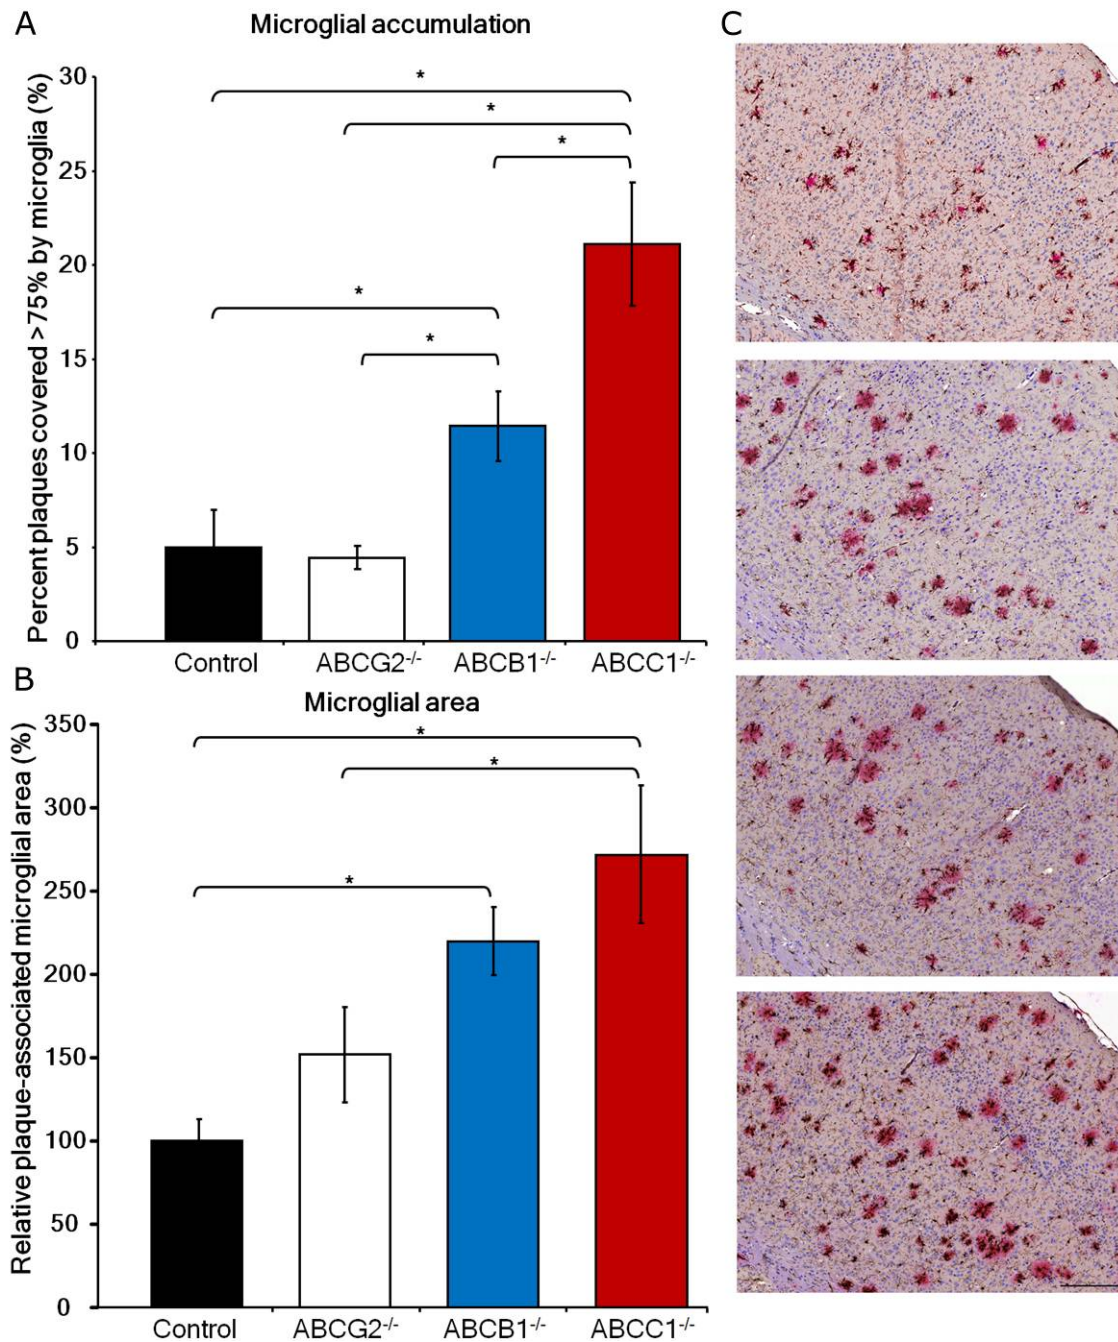 A
C
Microglial accumulation
Percent plaques covered >75% by microglia (%)
30
25
20
15
10
5
0
*
*
*
*
*
Control
ABCG2-/-
ABCB1-/-
ABCC1-/-
B
Microglial area
Relative plaque-associated microglial area (%)
350
300
250
200
150
100
50
0
*
*
*
Control
ABCG2-/-
ABCB1-/-
ABCC1-/-